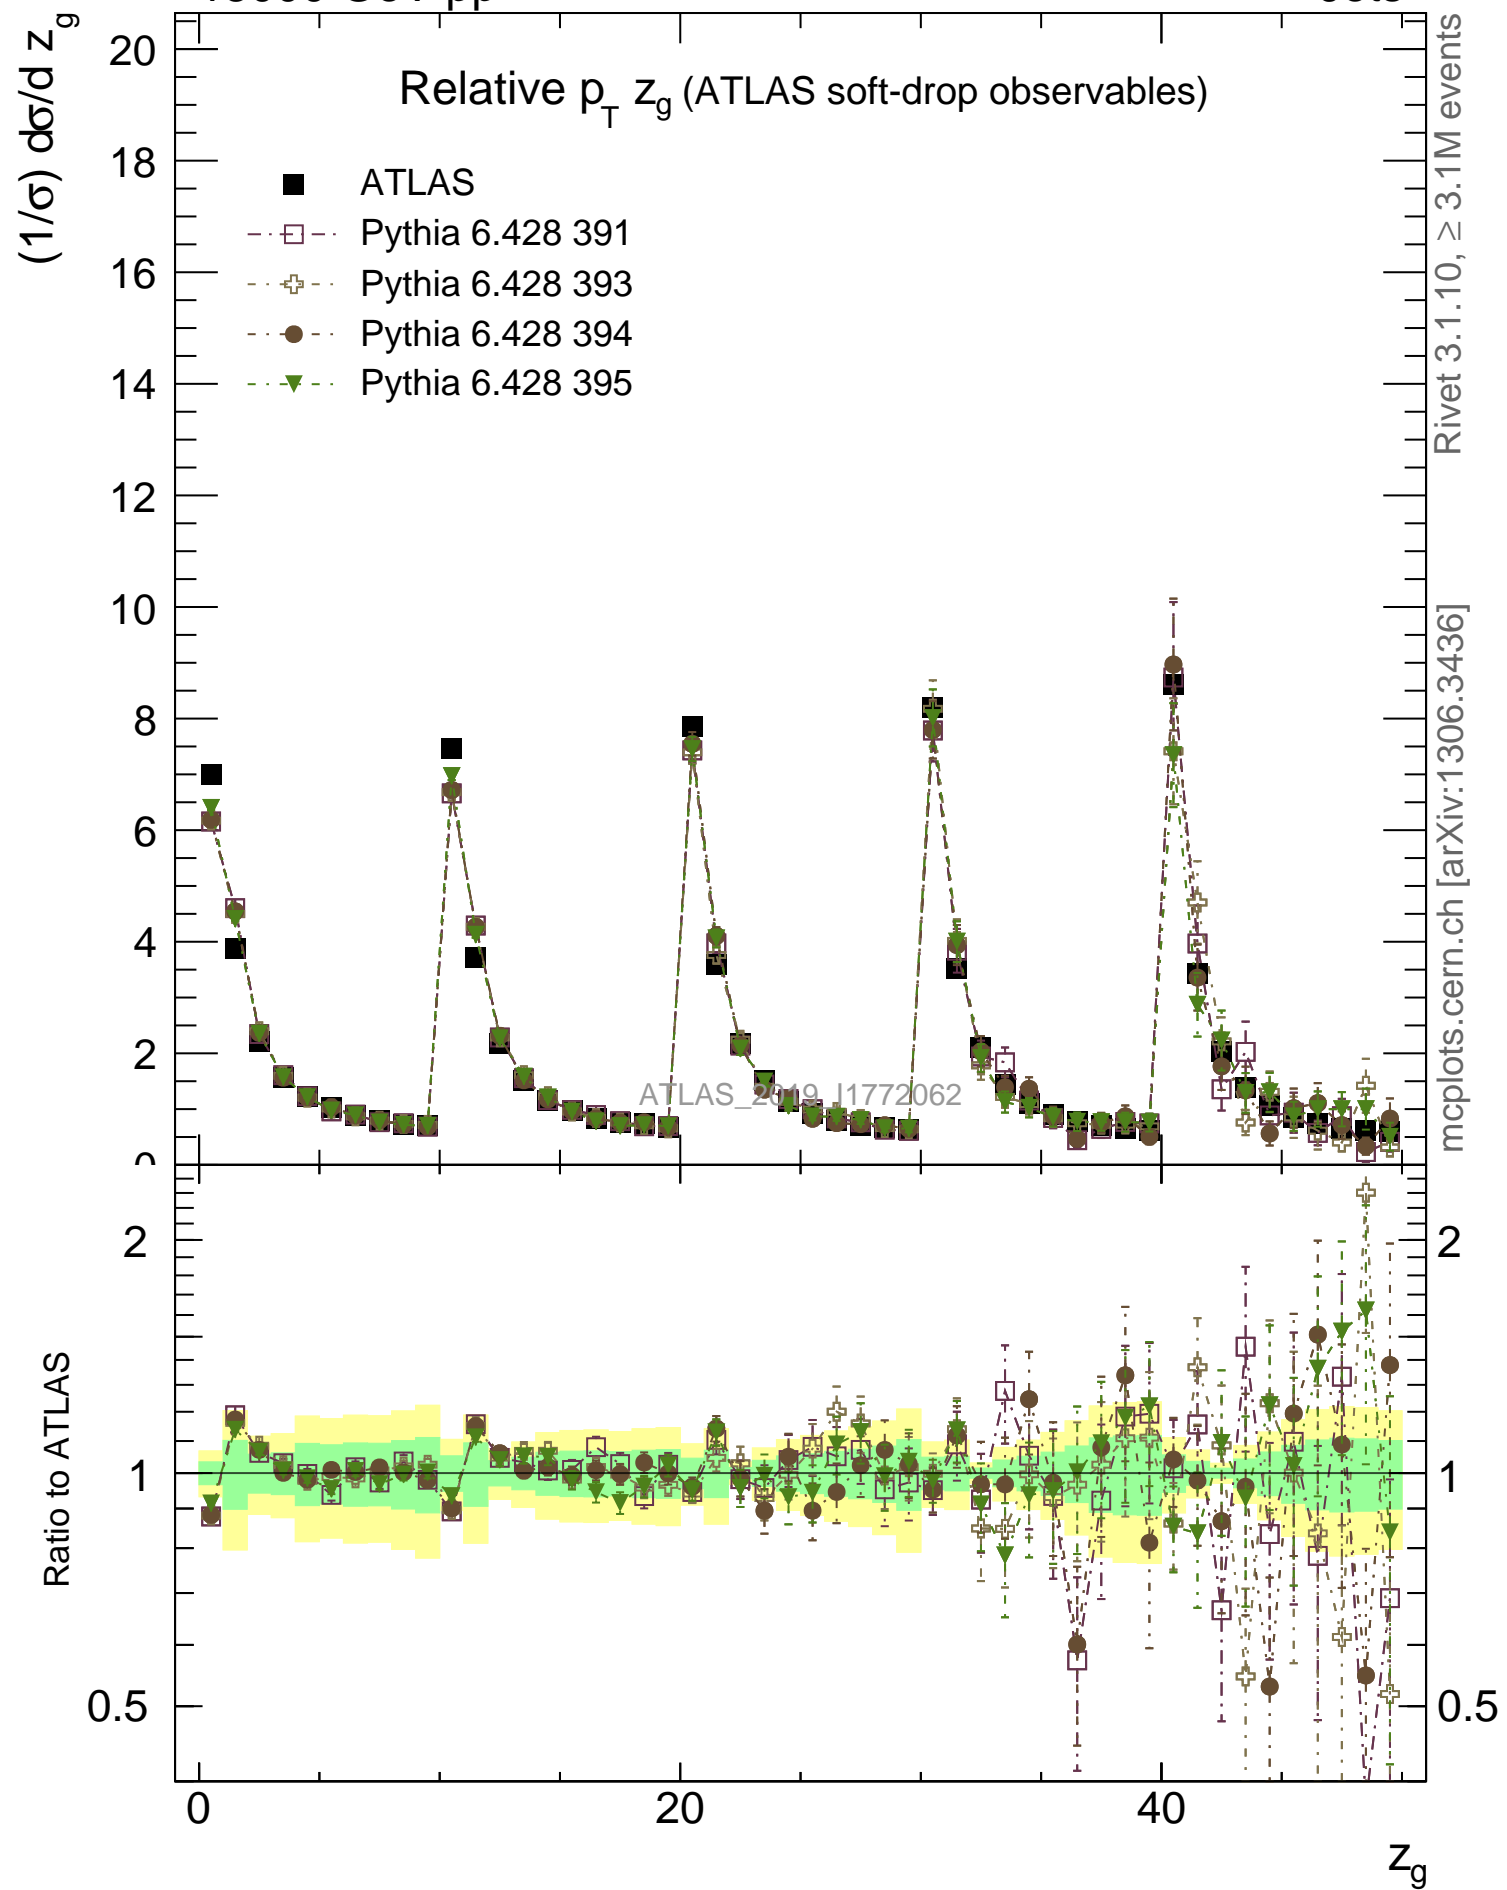 (1/σ) dσ/d z_g
20
18
16
14
12
10
8
6
4
2
0
Relative p_T z_g (ATLAS soft-drop observables)
ATLAS
Pythia 6.428 391
Pythia 6.428 393
Pythia 6.428 394
Pythia 6.428 395
ATLAS_2019_I1772062
Rivet 3.1.10, ≥ 3.1M events
mcplots.cern.ch [arXiv:1306.3436]
Ratio to ATLAS
2
1
0.5
2
1
0.5
0
20
40
z_g